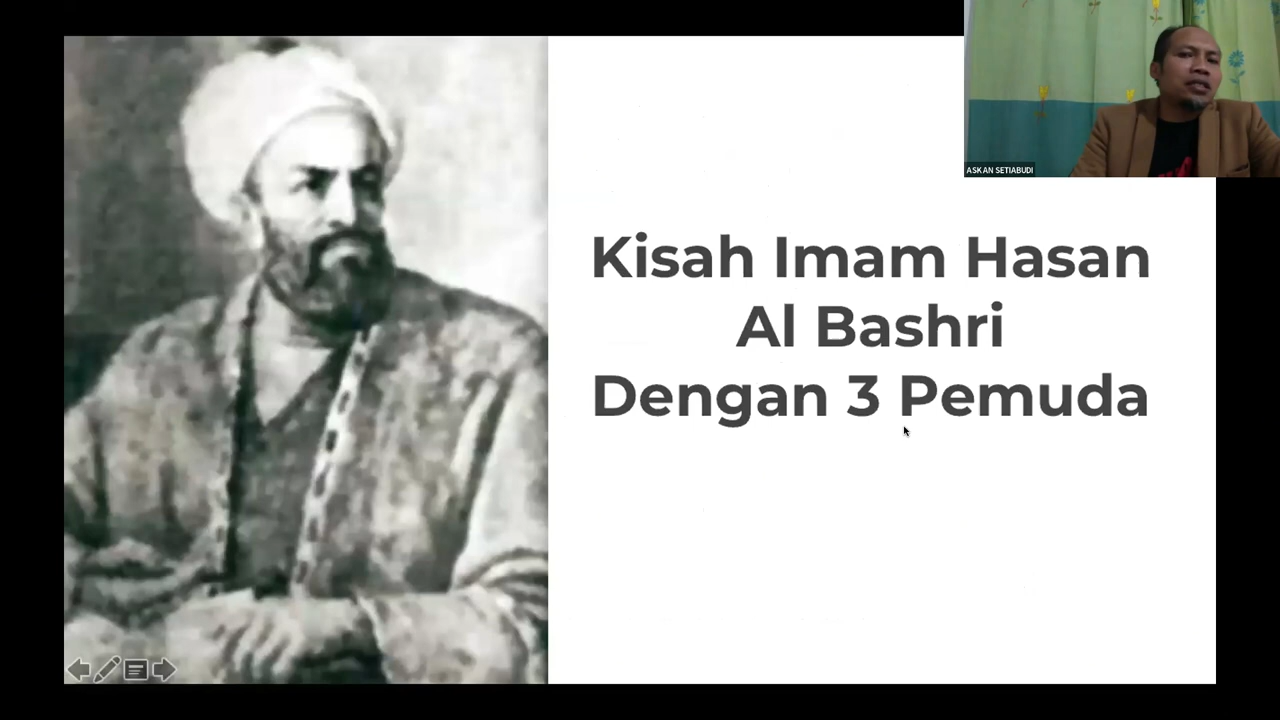 ASKAN SETIABUDI
Kisah Imam Hasan
Al Bashri
Dengan 3 Pemuda